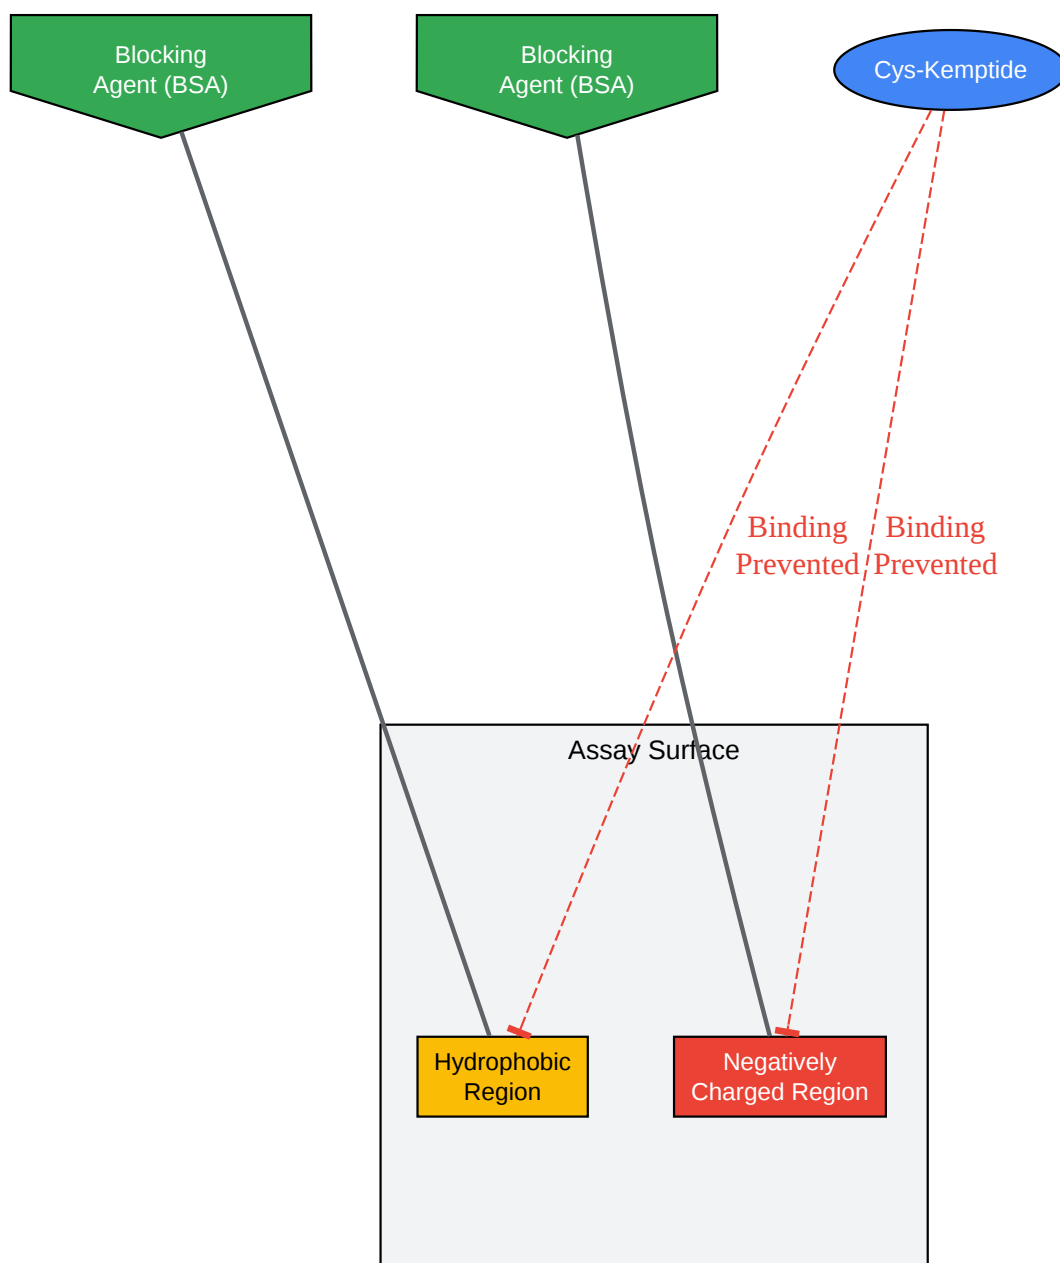 Blocking
Agent (BSA)
Blocking
Agent (BSA)
Cys-Kemptide
Binding
Prevented
Binding
Prevented
Assay Surface
Hydrophobic
Region
Negatively
Charged Region